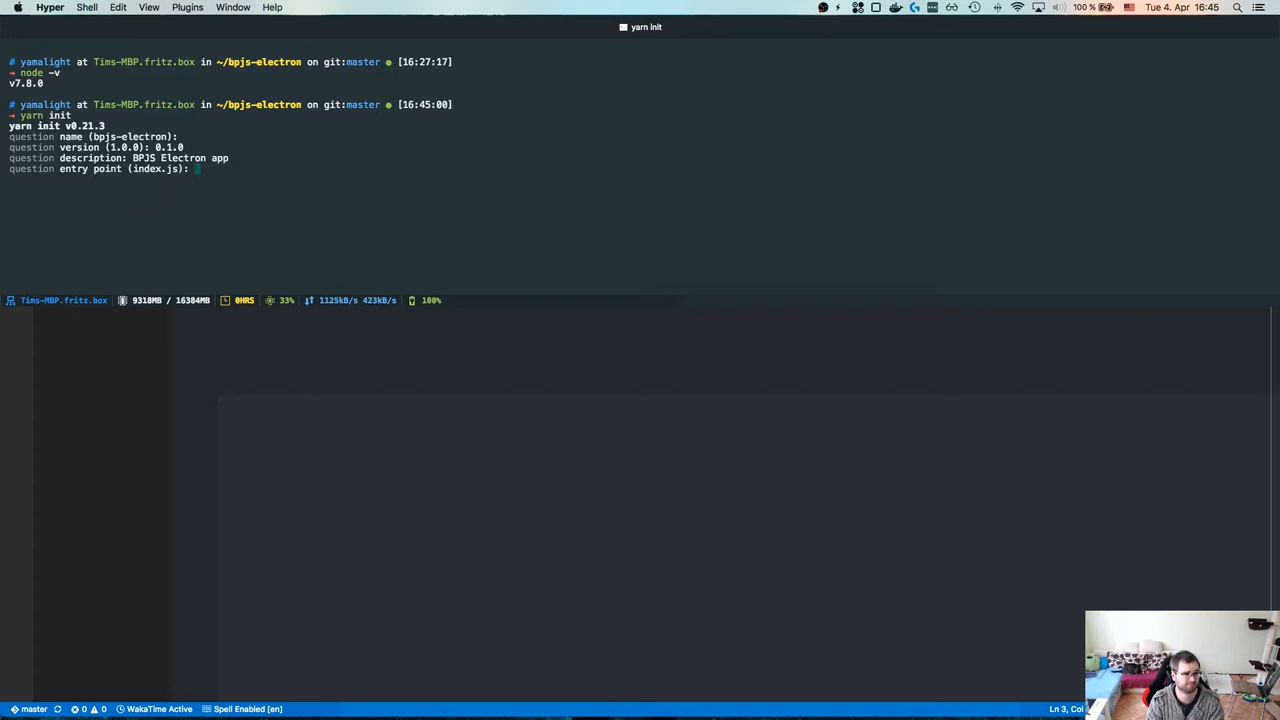 Hyper Shell Edit View Plugins Window Help 100 % Tue 4. Apr 16:45
yarn init
# yamalight at Tims-MBP.fritz.box in ~/bpjs-electron on git:master ● [16:27:17]
→ node -v
v7.8.0
# yamalight at Tims-MBP.fritz.box in ~/bpjs-electron on git:master ● [16:45:00]
→ yarn init
yarn init v0.21.3
question name (bpjs-electron):
question version (1.0.0): 0.1.0
question description: BPJS Electron app
question entry point (index.js):
Tims-MBP.fritz.box 9318MB / 16384MB 0HRS 33% 1125kB/s 423kB/s 100%
master 0 0 WakaTime Active Spell Enabled [en] Ln 3, Col